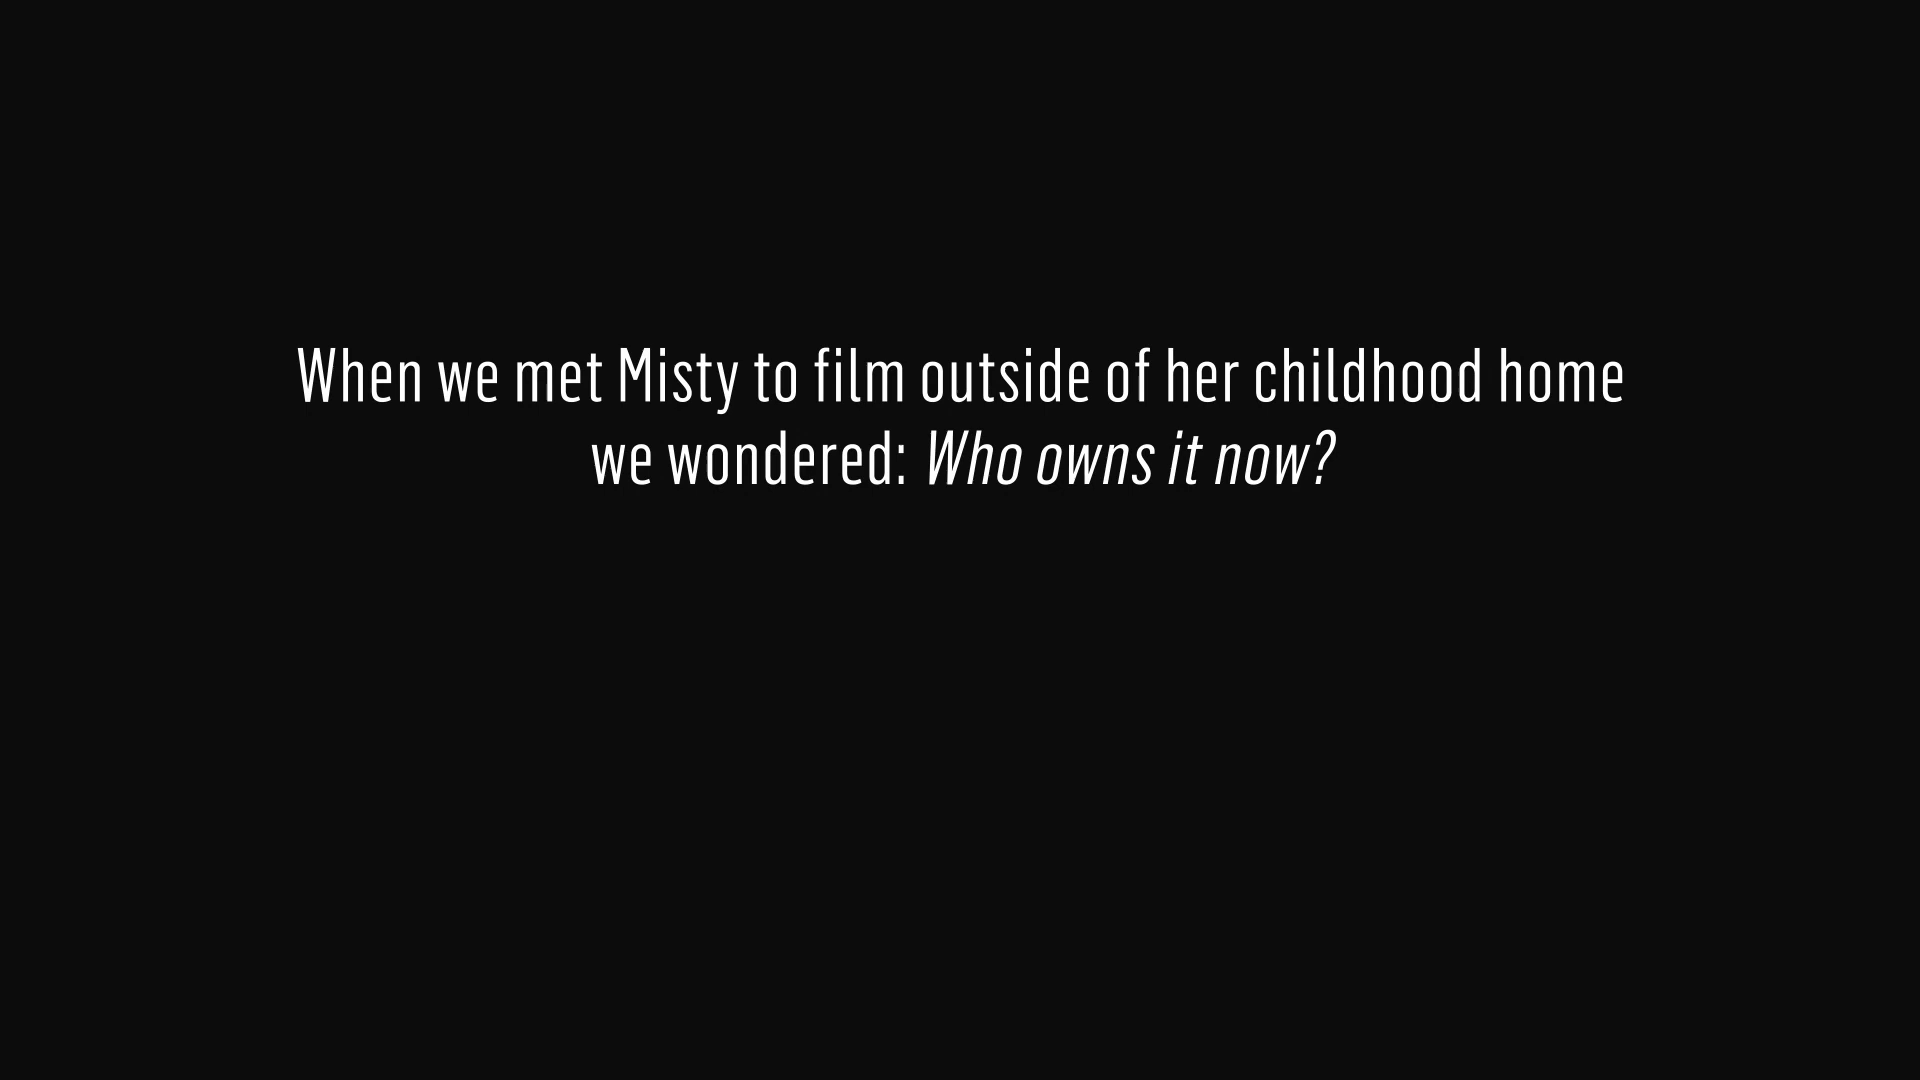 When we met Misty to film outside of her childhood home
we wondered: Who owns it now?